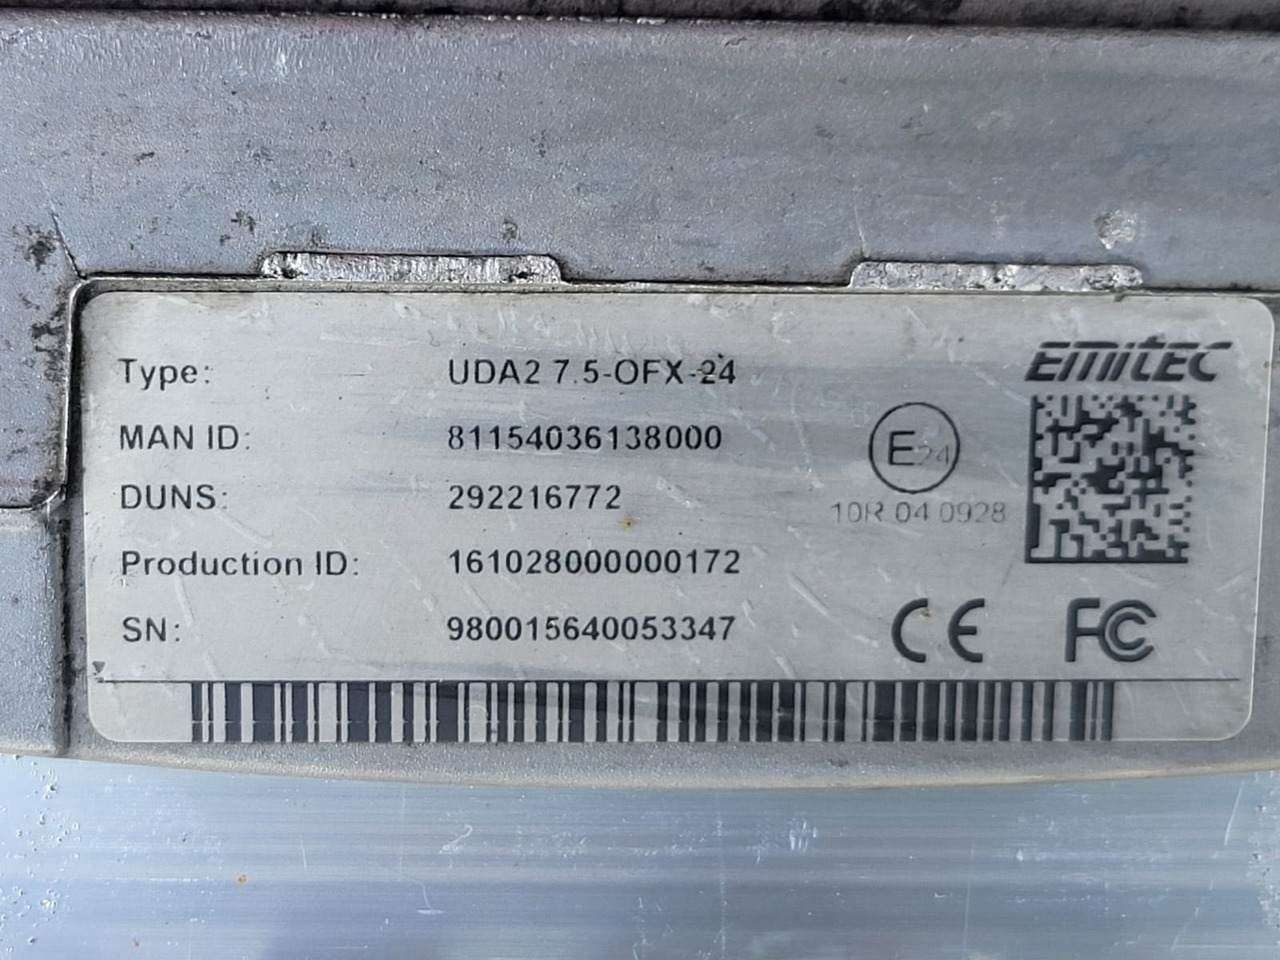 Type: UDA2 7.5-OFX-24
EMITEC
MAN ID: 81154036138000
E24
DUNS: 292216772
10R 04 0928
Production ID: 161028000000172
SN: 980015640053347
CE FC